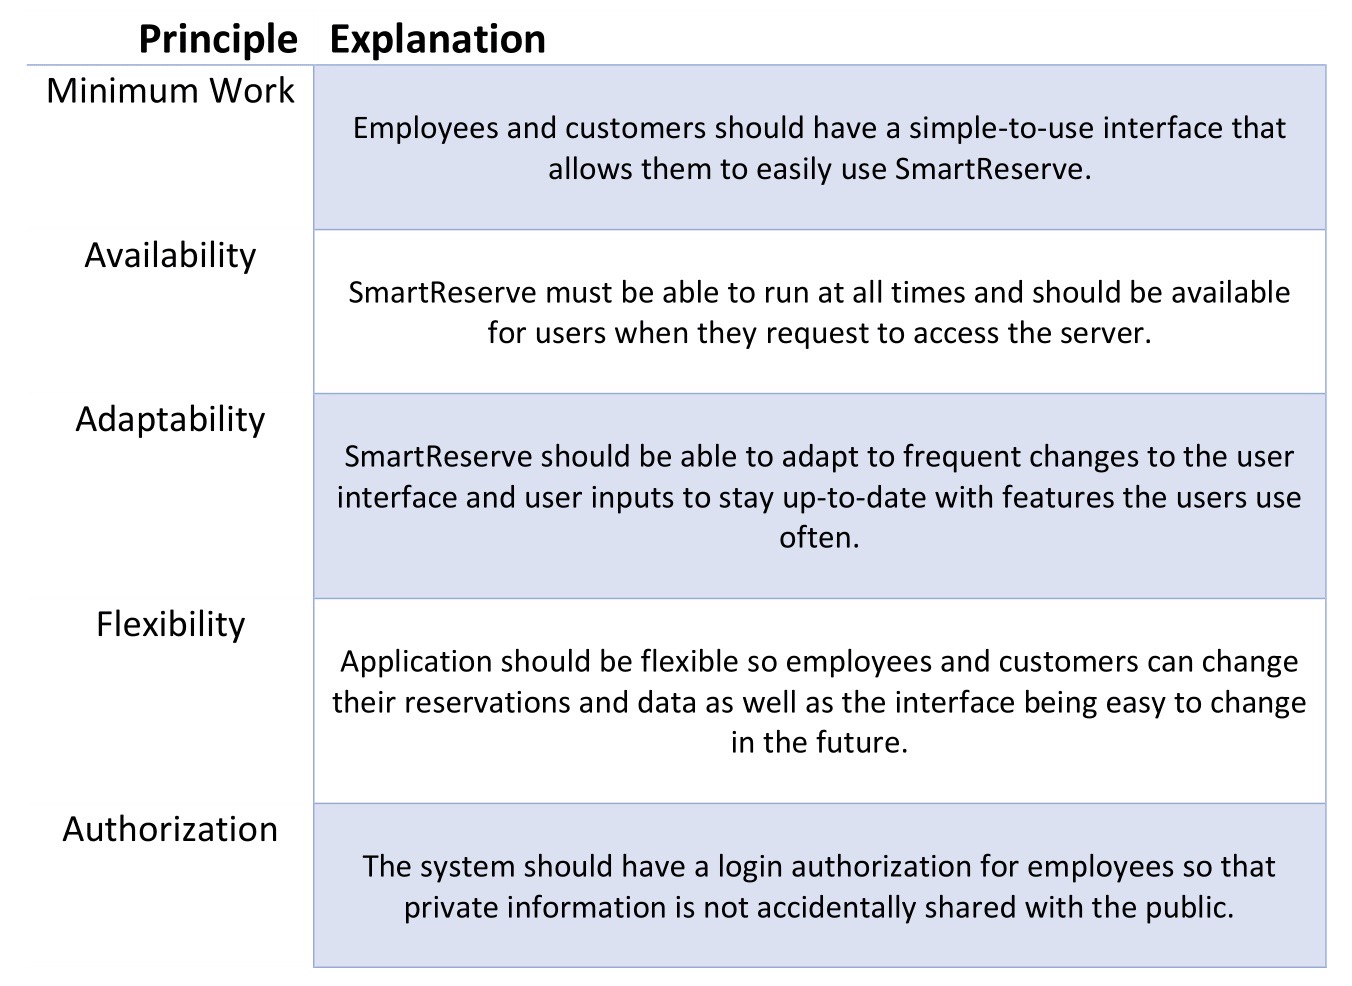 Principle Explanation
Minimum Work
Employees and customers should have a simple-to-use interface that
allows them to easily use SmartReserve.
Availability
SmartReserve must be able to run at all times and should be available
for users when they request to access the server.
Adaptability
SmartReserve should be able to adapt to frequent changes to the user
interface and user inputs to stay up-to-date with features the users use
often.
Flexibility
Application should be flexible so employees and customers can change
their reservations and data as well as the interface being easy to change
in the future.
Authorization
The system should have a login authorization for employees so that
private information is not accidentally shared with the public.